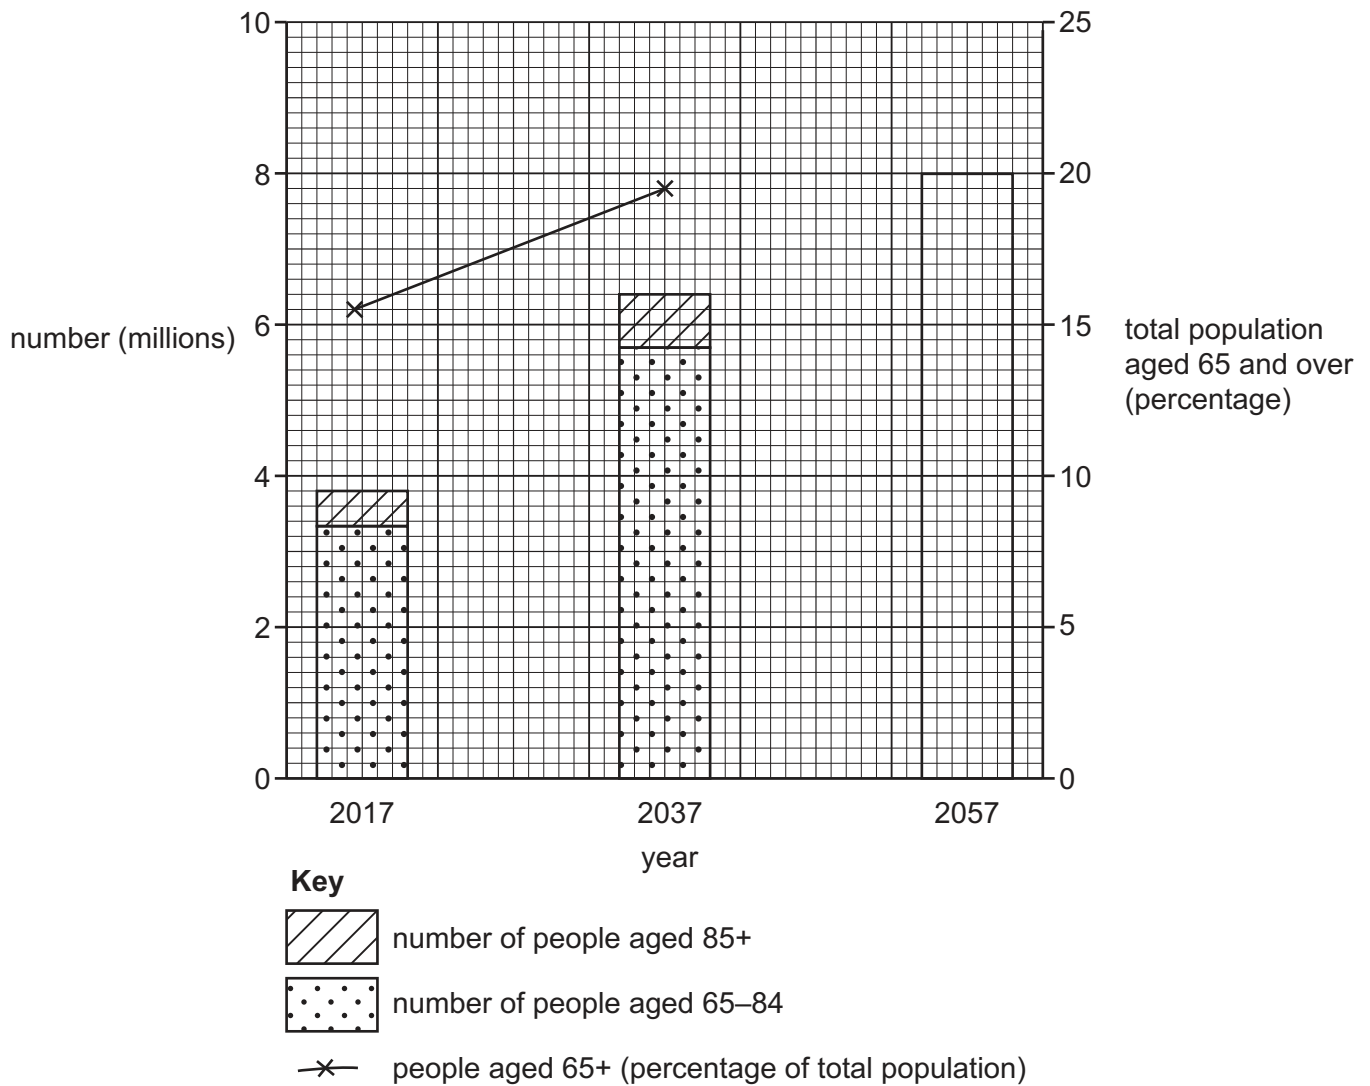 10
8
6
4
2
0
number (millions)
25
20
15
10
5
0
total population
aged 65 and over
(percentage)
2017 2037 2057
year
Key
number of people aged 85+
number of people aged 65–84
people aged 65+ (percentage of total population)